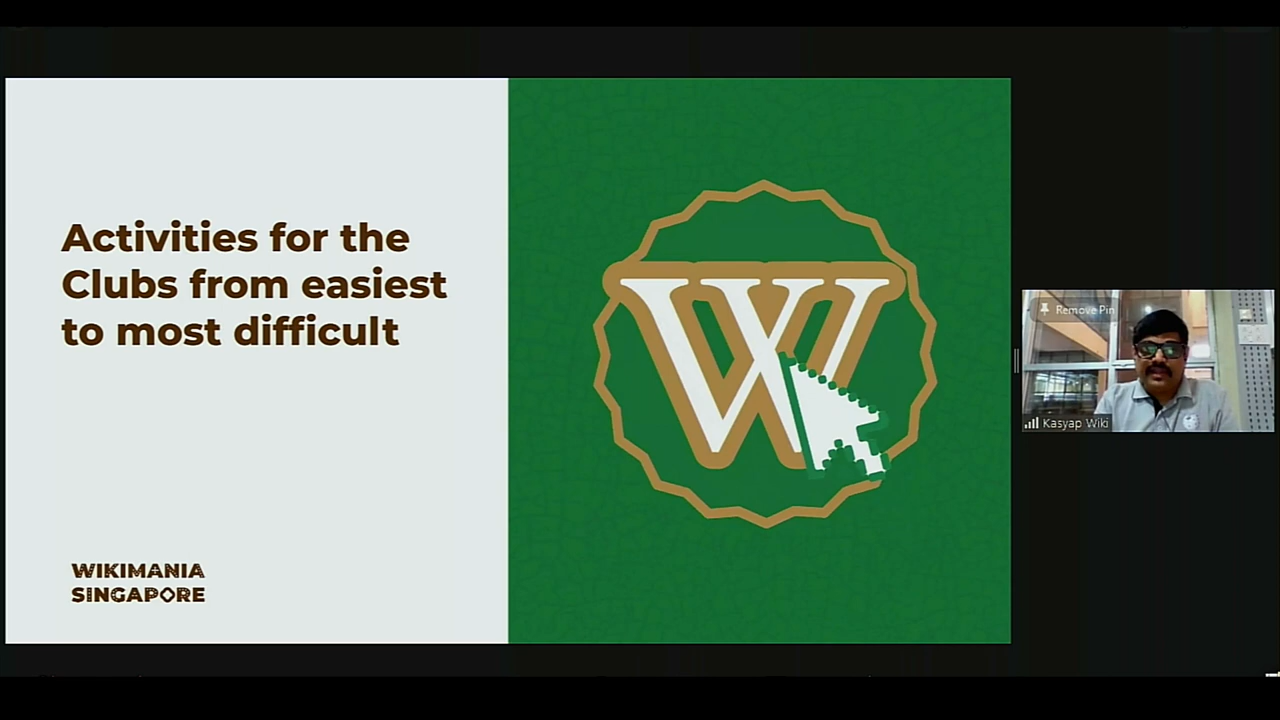 Activities for the
Clubs from easiest
to most difficult
WIKIMANIA
SINGAPORE
W
Remove Pin
Kasyap Wiki